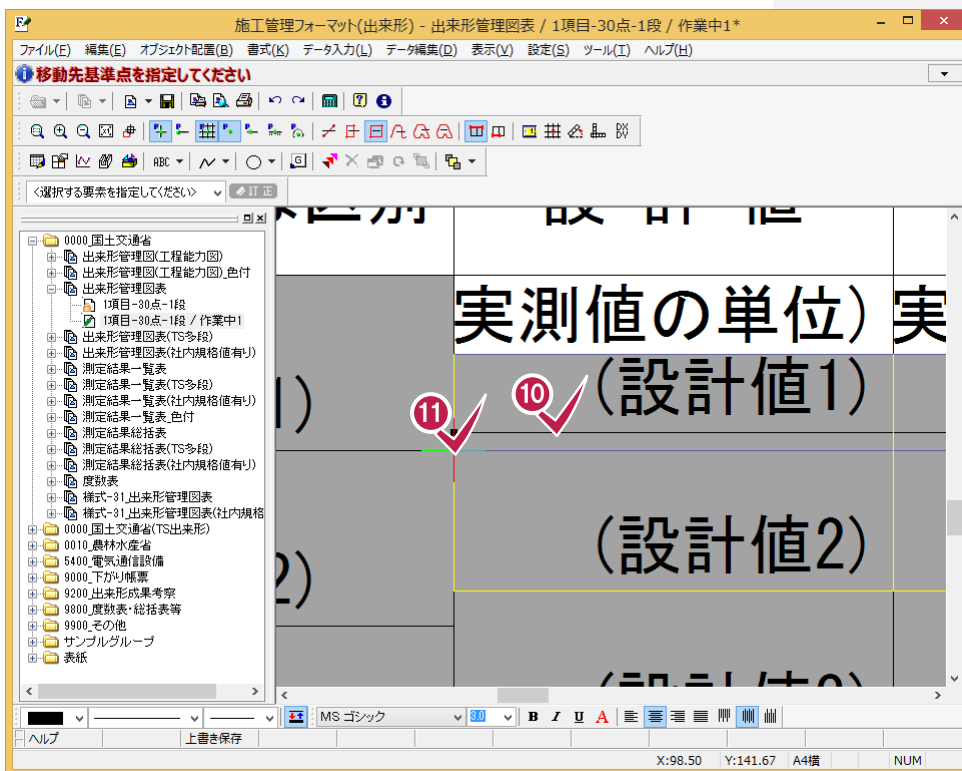 施工管理フォーマット(出来形) - 出来形管理図表 / 1項目-30点-1段 / 作業中1*
ファイル(F) 編集(E) オブジェクト配置(B) 書式(K) データ入力(L) データ編集(D) 表示(V) 設定(S) ツール(T) ヘルプ(H)
移動先基準点を指定してください
ABC
<選択する要素を指定してください> 訂正
0000_国土交通省
出来形管理図(工程能力図)
出来形管理図(工程能力図)_色付
出来形管理図表
1項目-30点-1段
1項目-30点-1段 / 作業中1
出来形管理図表(TS多段)
出来形管理図表(社内規格値有り)
測定結果一覧表
測定結果一覧表(TS多段)
測定結果一覧表(社内規格値有り)
測定結果一覧表_色付
測定結果総括表
測定結果総括表(TS多段)
測定結果総括表(社内規格値有り)
度数表
様式-31_出来形管理図表
様式-31_出来形管理図表(社内規格
0000_国土交通省(TS出来形)
0010_農林水産省
5400_電気通信設備
9000_下がり帳票
9200_出来形成果考察
9800_度数表・総括表等
9900_その他
サンプルグループ
表紙
設計値
実測値の単位) 実
1) (設計値1)
11 10
2) (設計値2)
MS ゴシック 8.0 B I U A
ヘルプ 上書き保存
X:98.50 Y:141.67 A4横 NUM